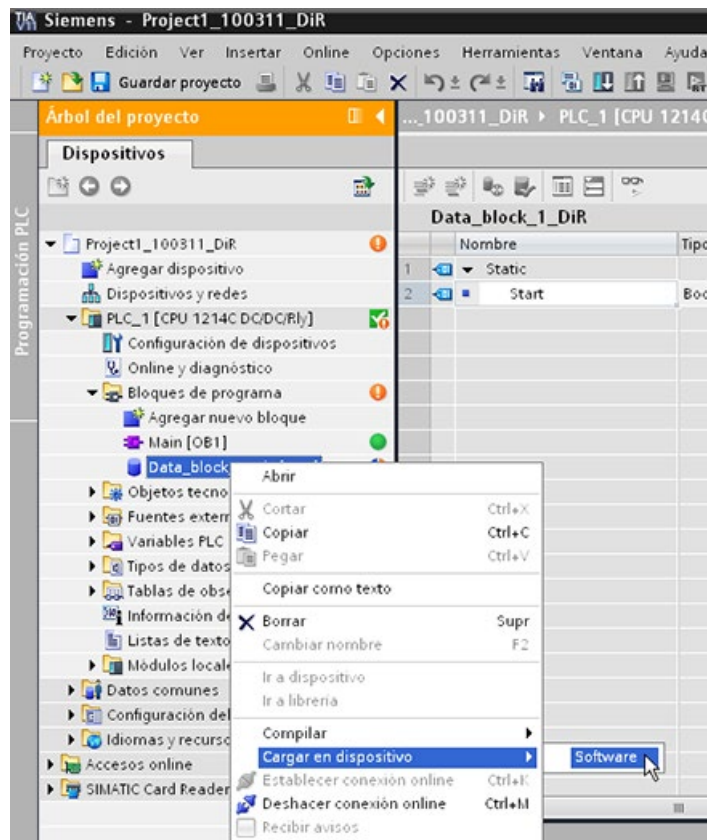 Siemens - Project1_100311_DiR
Proyecto Edición Ver Insertar Online Opciones Herramientas Ventana Ayuda
Guardar proyecto
Árbol del proyecto
..._100311_DiR PLC_1 [CPU 1214C
Dispositivos
Programación PLC
Data_block_1_DiR
Nombre Tipo
1 Static
2 Start Boo
Project1_100311_DiR
Agregar dispositivo
Dispositivos y redes
PLC_1 [CPU 1214C DC/DC/Rly]
Configuración de dispositivos
Online y diagnóstico
Bloques de programa
Agregar nuevo bloque
Main [OB1]
Data_block
Objetos tecno
Fuentes extern
Variables PLC
Tipos de datos
Tablas de obse
Información de
Listas de texto
Módulos locale
Datos comunes
Configuración del
Idiomas y recurso
Accesos online
SIMATIC Card Reader
Abrir
Cortar Ctrl+X
Copiar Ctrl+C
Pegar Ctrl+V
Copiar como texto
Borrar Supr
Cambiar nombre F2
Ir a dispositivo
Ir a librería
Compilar
Cargar en dispositivo
Software
Establecer conexión online Ctrl+K
Deshacer conexión online Ctrl+M
Recibir avisos